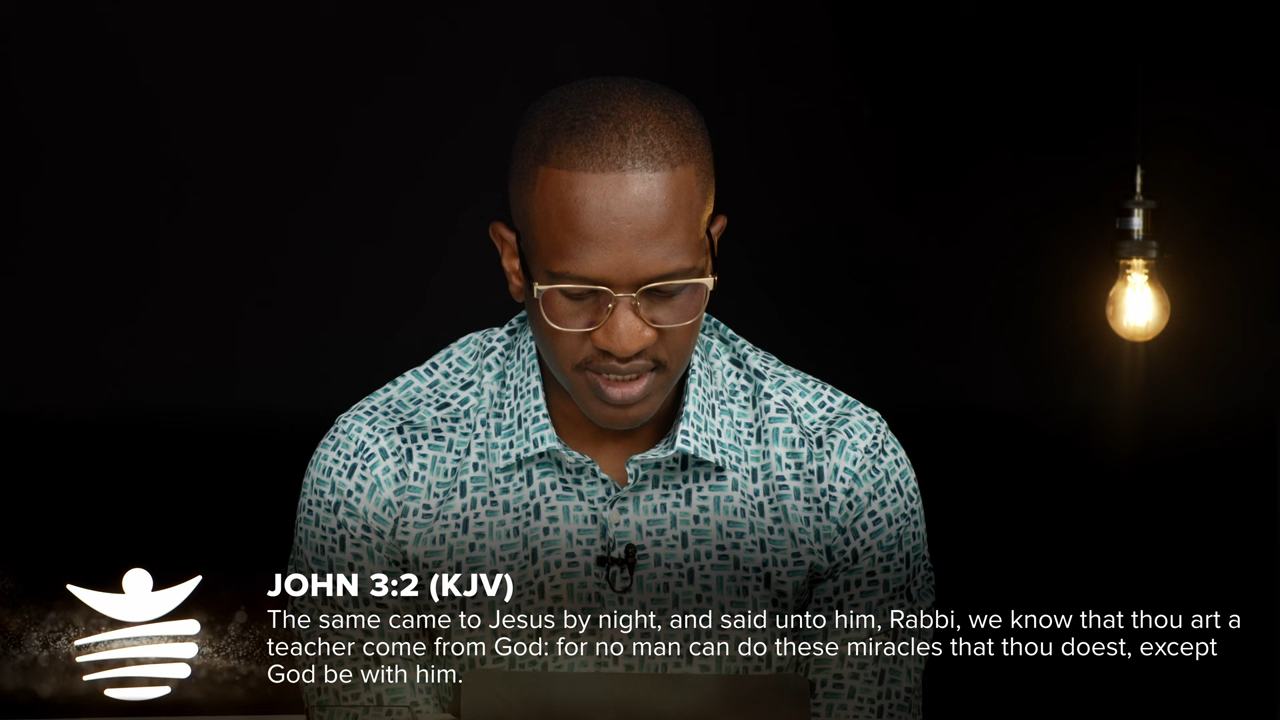 JOHN 3:2 (KJV)
The same came to Jesus by night, and said unto him, Rabbi, we know that thou art a
teacher come from God: for no man can do these miracles that thou doest, except
God be with him.